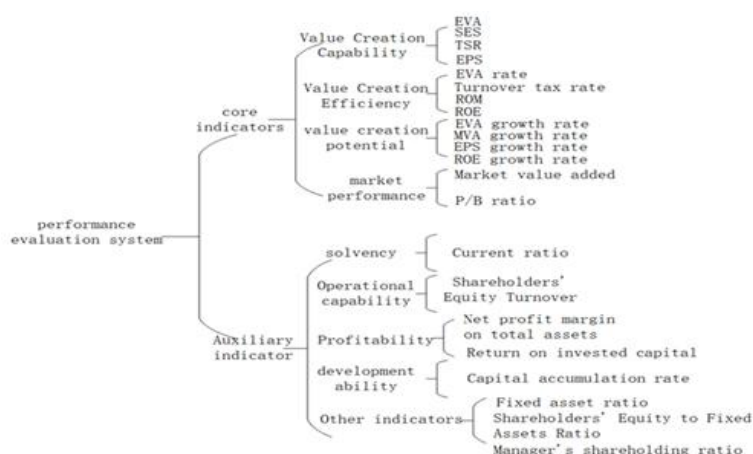 performance
evaluation system
core
indicators
Value Creation
Capability
EVA
SES
TSR
EPS
Value Creation
Efficiency
EVA rate
Turnover tax rate
ROM
ROE
value creation
potential
EVA growth rate
MVA growth rate
EPS growth rate
ROE growth rate
market
performance
Market value added
P/B ratio
Auxiliary
indicator
solvency
Current ratio
Operational
capability
Shareholders'
Equity Turnover
Profitability
Net profit margin
on total assets
Return on invested capital
development
ability
Capital accumulation rate
Other indicators
Fixed asset ratio
Shareholders' Equity to Fixed
Assets Ratio
Manager's shareholding ratio